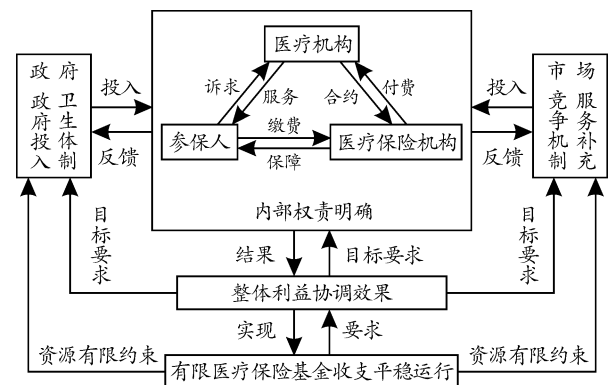 医疗机构
政府
政府投入
卫生体制
投入
反馈
诉求
服务
合约
付费
参保人
缴费
保障
医疗保险机构
内部权责明确
投入
反馈
市场
竞争机制
服务补充
目标要求
结果
目标要求
目标要求
整体利益协调效果
实现
要求
资源有限约束
有限医疗保险基金收支平稳运行
资源有限约束